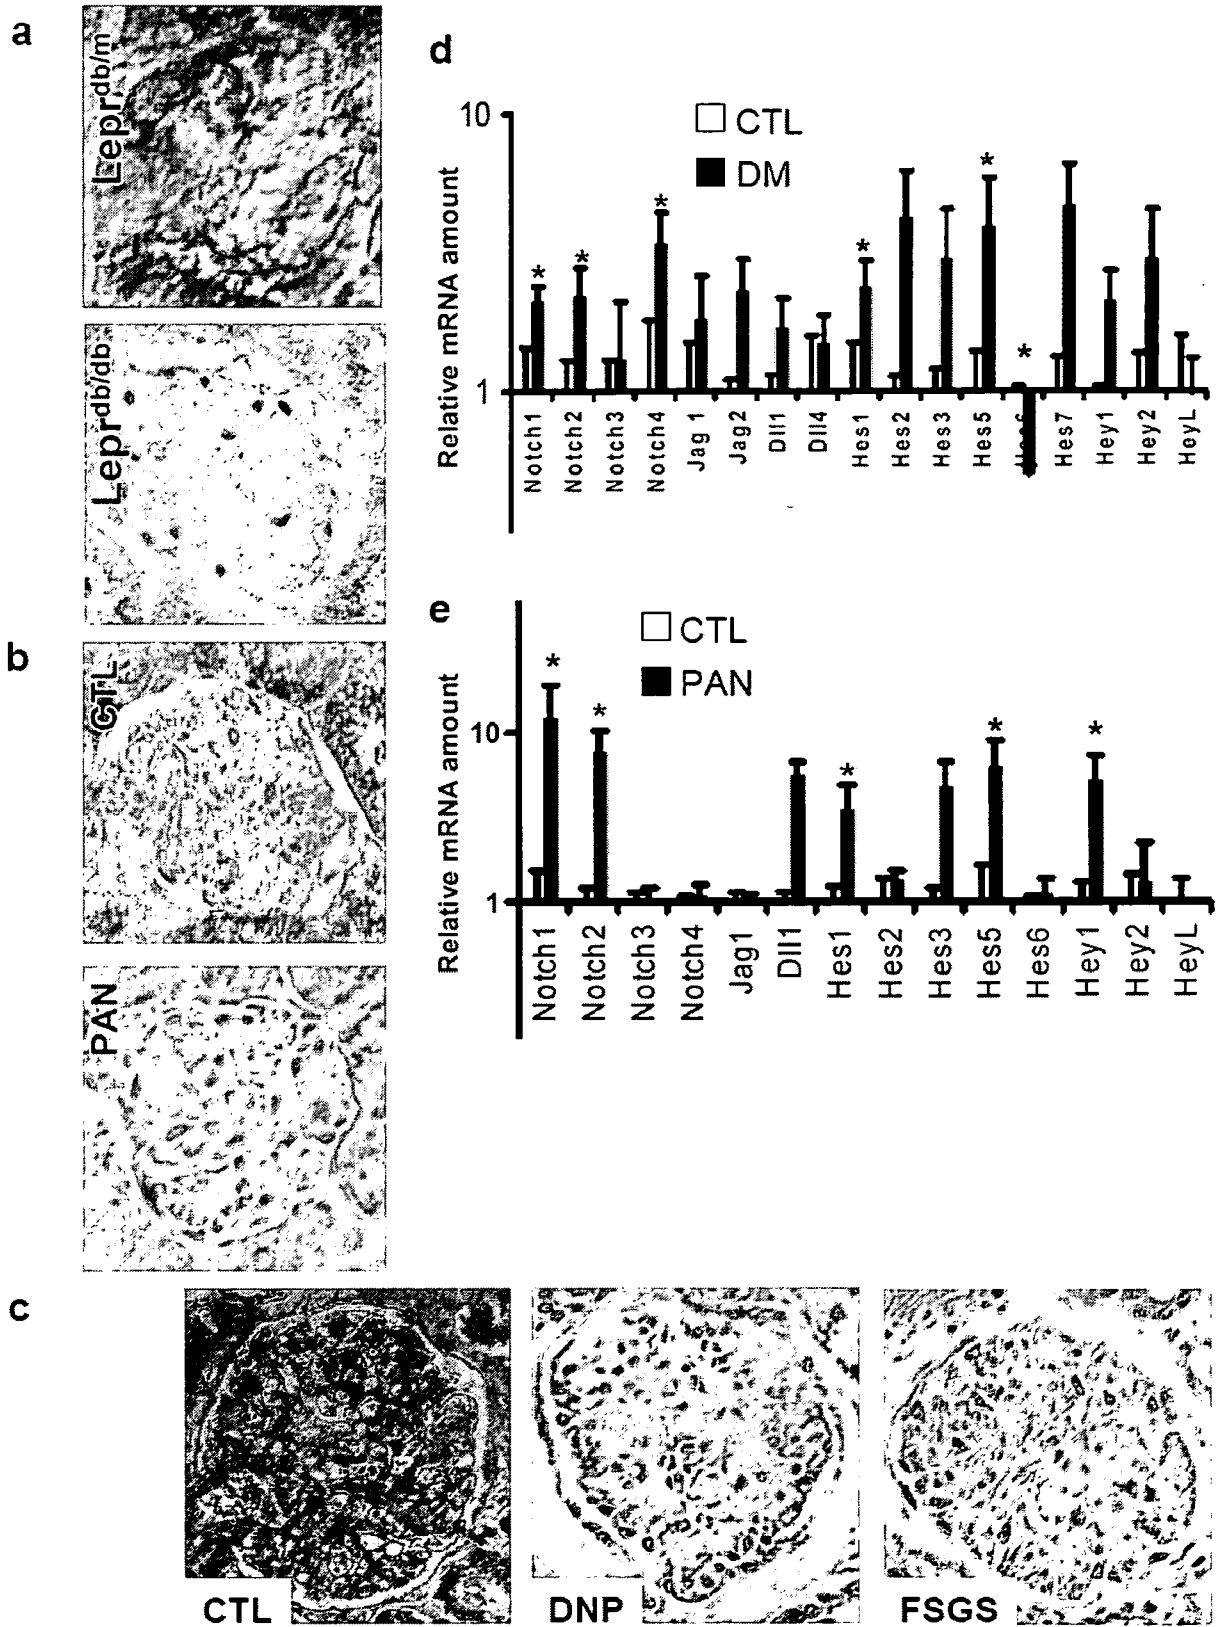 a
Lepr db/m
Lepr db/db
b
CTL
PAN
d
10
1
Relative mRNA amount
CTL
DM
*
*
*
*
*
*
Notch1
Notch2
Notch3
Notch4
Jag 1
Jag2
Dll1
Dll4
Hes1
Hes2
Hes3
Hes5
Hes6
Hes7
Hey1
Hey2
HeyL
e
10
1
Relative mRNA amount
CTL
PAN
*
*
*
*
*
Notch1
Notch2
Notch3
Notch4
Jag1
Dll1
Hes1
Hes2
Hes3
Hes5
Hes6
Hey1
Hey2
HeyL
c
CTL
DNP
FSGS